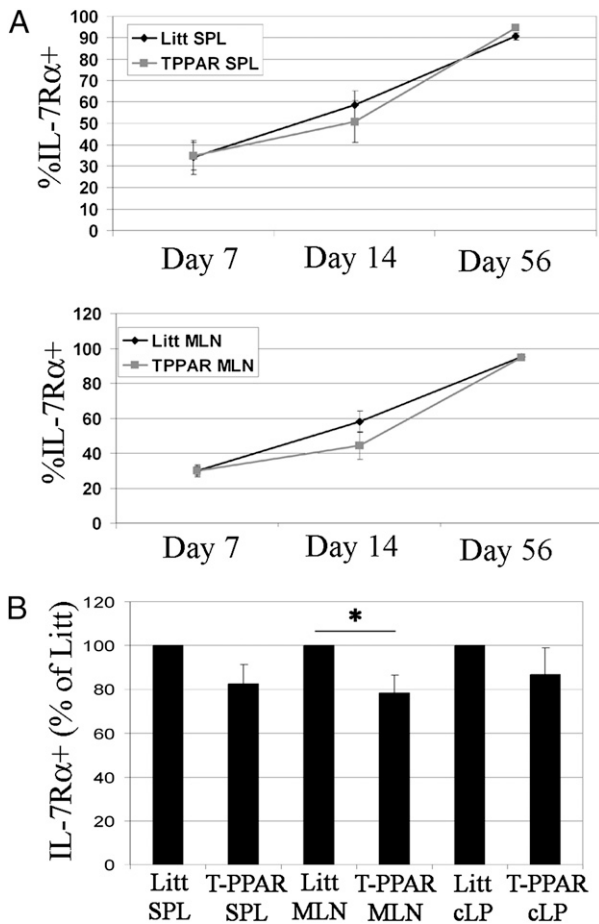 A
%IL-7Rα+
100
90
80
70
60
50
40
30
20
10
0
Litt SPL
TPPAR SPL
Day 7 Day 14 Day 56
%IL-7Rα+
120
100
80
60
40
20
0
Litt MLN
TPPAR MLN
Day 7 Day 14 Day 56
B
IL-7Rα+ (% of Litt)
120
100
80
60
40
20
0
*
Litt T-PPAR Litt T-PPAR Litt T-PPAR
SPL SPL MLN MLN cLP cLP